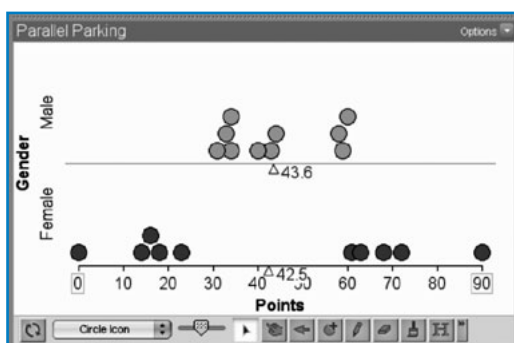 Parallel Parking Options
Male
43.6
Gender
Female
42.5
0 10 20 30 40 50 60 70 80 90
Points
Circle Icon